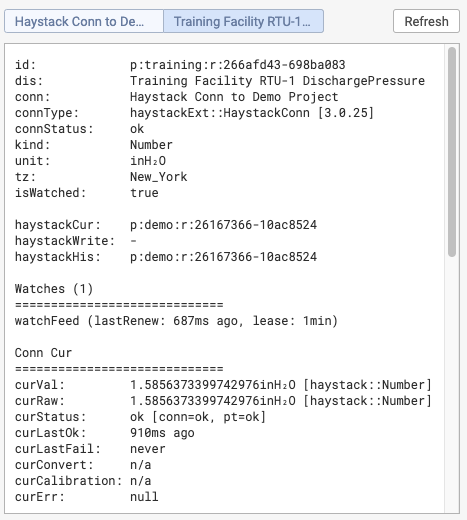 Haystack Conn to De... Training Facility RTU-1... Refresh
id: p:training:r:266afd43-698ba083
dis: Training Facility RTU-1 DischargePressure
conn: Haystack Conn to Demo Project
connType: haystackExt::HaystackConn [3.0.25]
connStatus: ok
kind: Number
unit: inH₂O
tz: New_York
isWatched: true
haystackCur: p:demo:r:26167366-10ac8524
haystackWrite: -
haystackHis: p:demo:r:26167366-10ac8524
Watches (1)
=============================
watchFeed (lastRenew: 687ms ago, lease: 1min)
Conn Cur
=============================
curVal: 1.5856373399742976inH₂O [haystack::Number]
curRaw: 1.5856373399742976inH₂O [haystack::Number]
curStatus: ok [conn=ok, pt=ok]
curLastOk: 910ms ago
curLastFail: never
curConvert: n/a
curCalibration: n/a
curErr: null